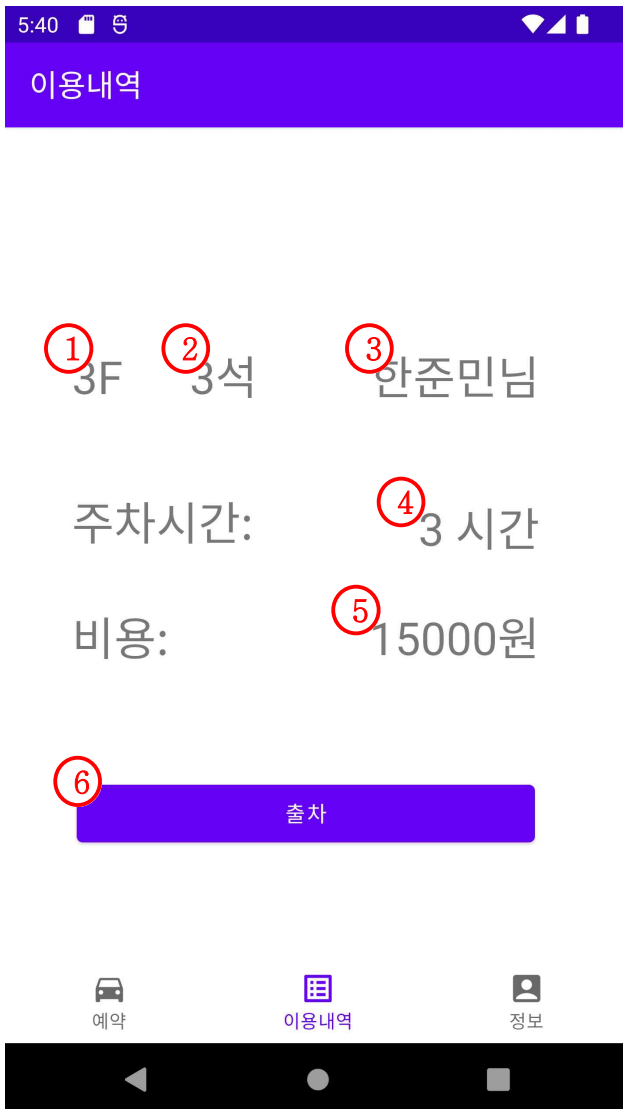 5:40
이용내역
① ② ③
3F 3석 한준민님
④
주차시간: 3 시간
⑤
비용: 15000원
⑥
출차
예약 이용내역 정보